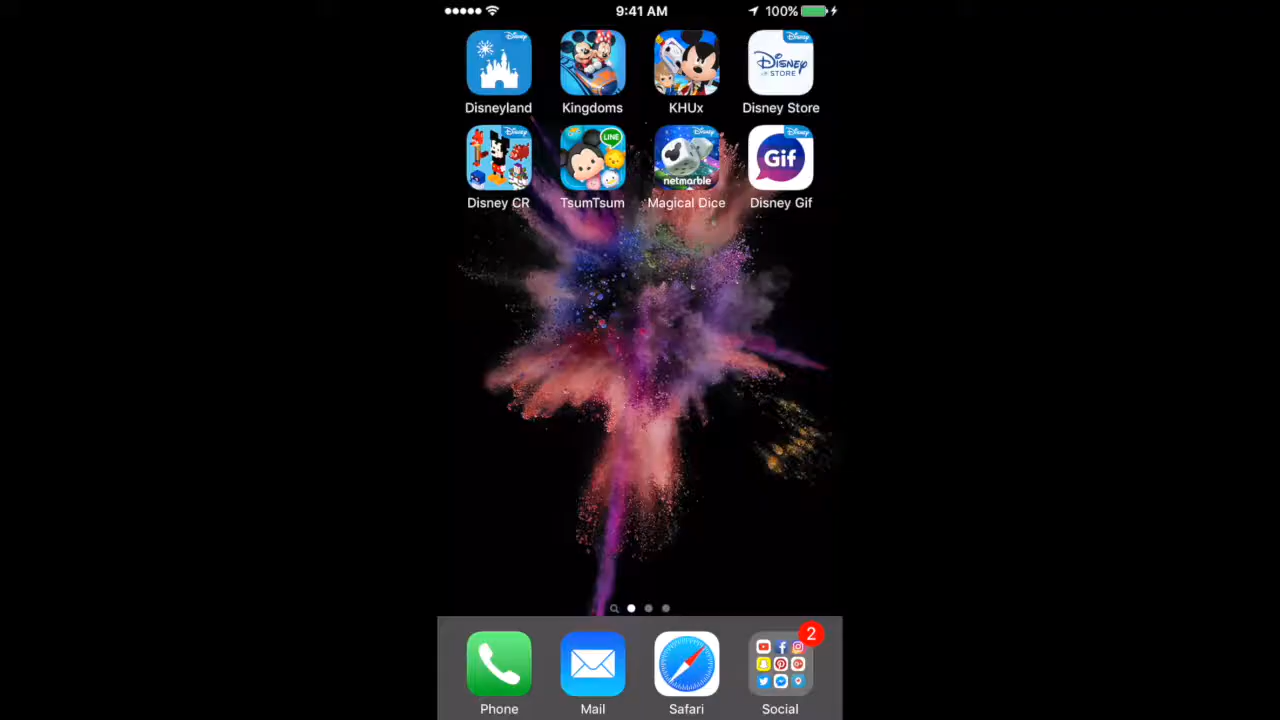 9:41 AM
100%
Disney
Disney
STORE
Disneyland
Kingdoms
KHUx
Disney Store
Disney
LINE
Disney
netmarble
Disney
Gif
Disney CR
TsumTsum
Magical Dice
Disney Gif
2
Phone
Mail
Safari
Social